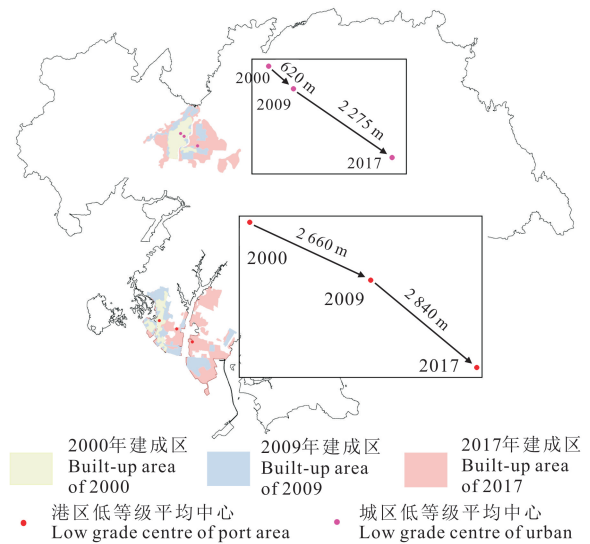 2000
620 m
2009
2 275 m
2017
2000
2 660 m
2009
2 840 m
2017
2000年建成区
Built-up area
of 2000
2009年建成区
Built-up area
of 2009
2017年建成区
Built-up area
of 2017
港区低等级平均中心
Low grade centre of port area
城区低等级平均中心
Low grade centre of urban